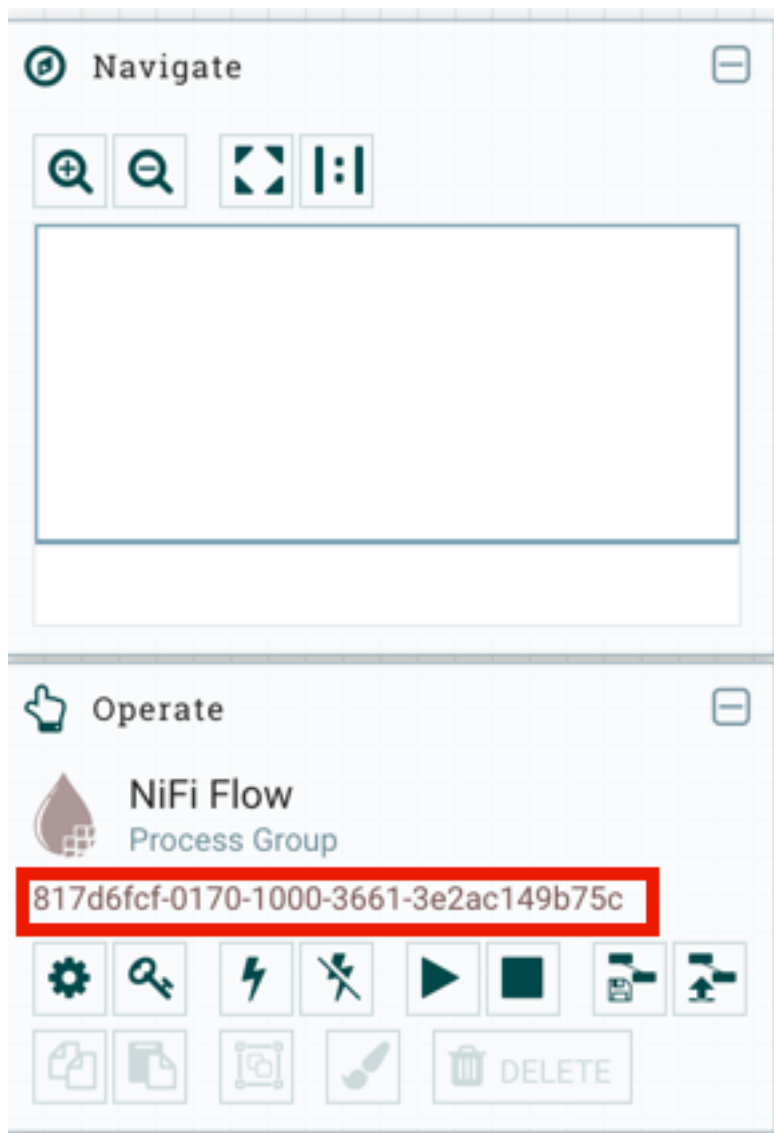 Navigate
Operate
NiFi Flow
Process Group
817d6fcf-0170-1000-3661-3e2ac149b75c
DELETE